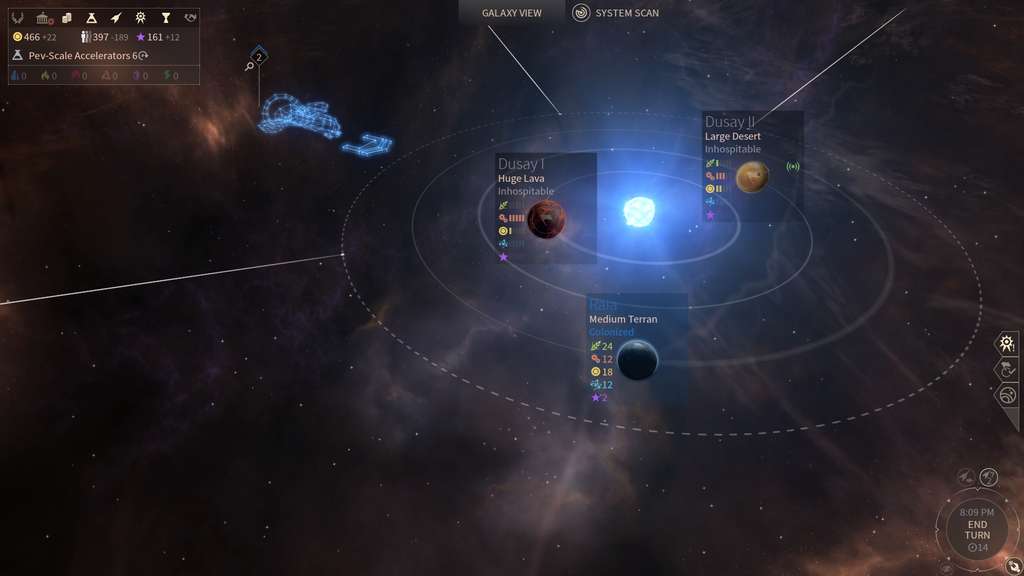 GALAXY VIEW
SYSTEM SCAN
466 +22
397 -189
161 +12
Pev-Scale Accelerators 6
0 0 0 0 0 0
2
Dusay I
Huge Lava
Inhospitable
Dusay II
Large Desert
Inhospitable
Raia
Medium Terran
Colonized
24
12
18
12
2
8:09 PM
END
TURN
14